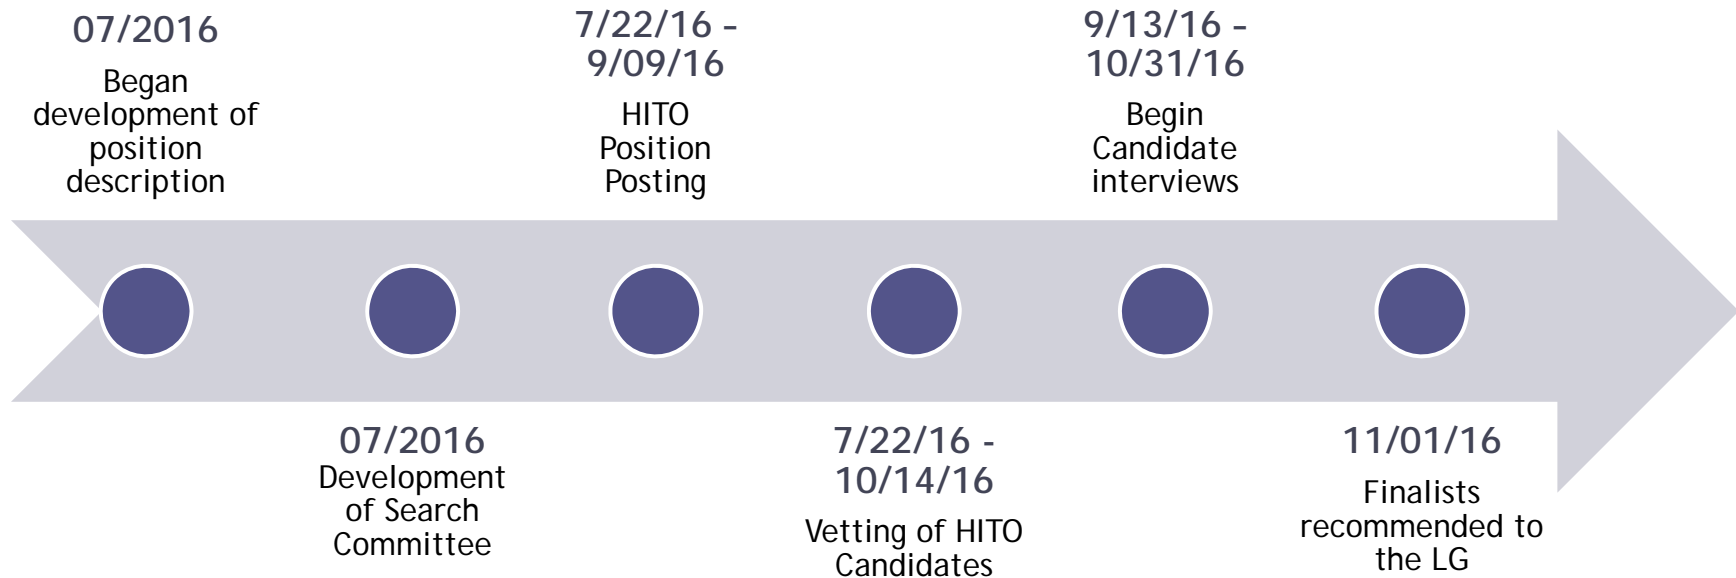 07/2016
Began
development of
position
description
07/2016
Development
of Search
Committee
7/22/16 -
9/09/16
HITO
Position
Posting
7/22/16 -
10/14/16
Vetting of HITO
Candidates
9/13/16 -
10/31/16
Begin
Candidate
interviews
11/01/16
Finalists
recommended to
the LG